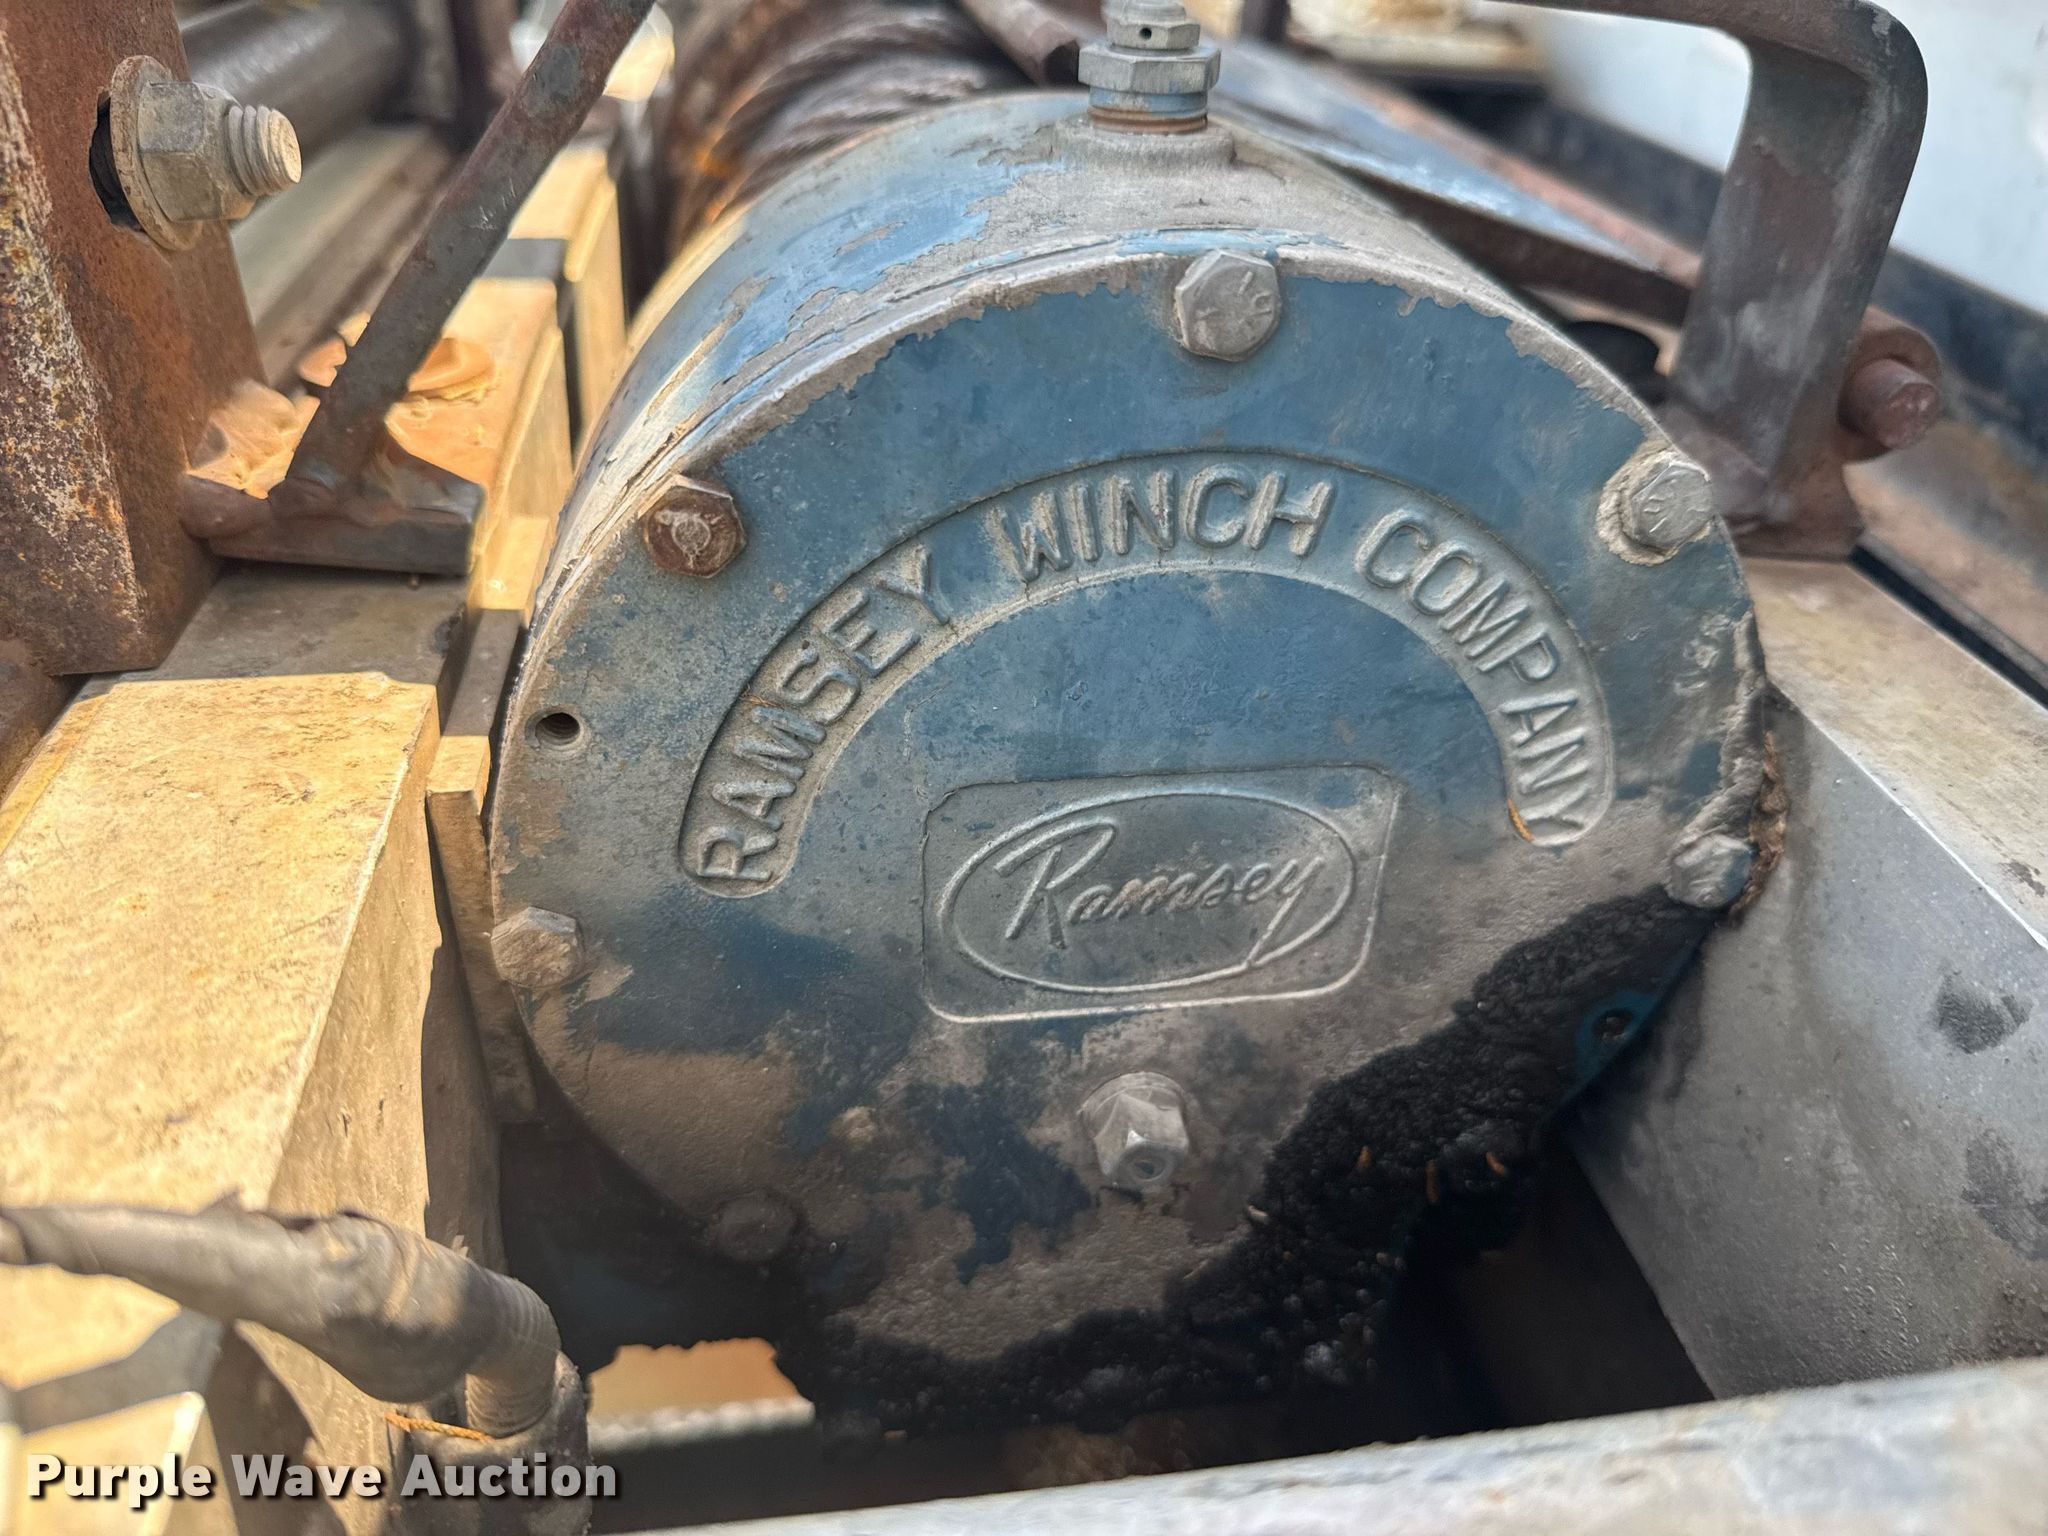 RAMSEY WINCH COMPANY
Ramsey
Purple Wave Auction